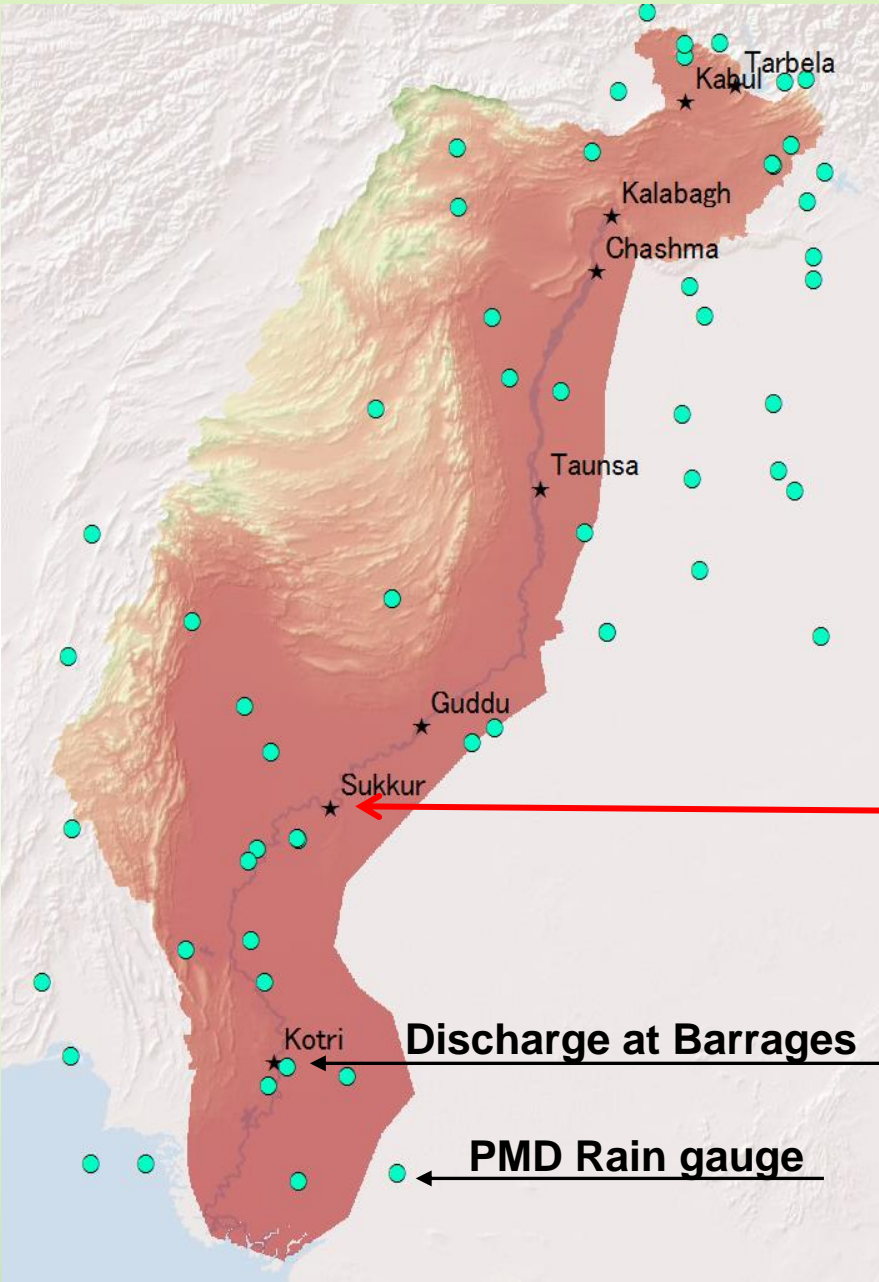 Tarbela
Kabul
Kalabagh
Chashma
Taunsa
Guddu
Sukkur
Kotri
Discharge at Barrages
PMD Rain gauge